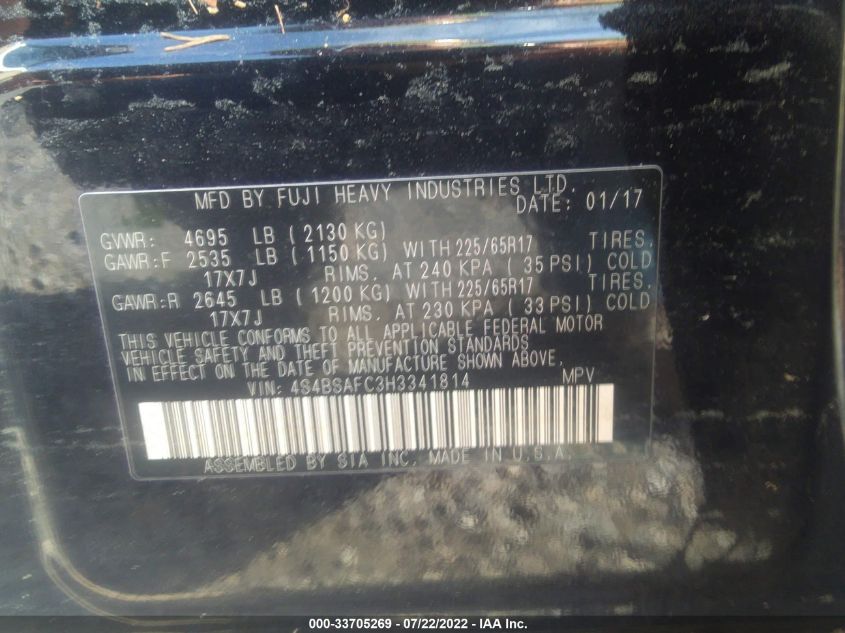 MFD BY FUJI HEAVY INDUSTRIES LTD.
DATE: 01/17
GVWR: 4695 LB ( 2130 KG)
GAWR:F 2535 LB ( 1150 KG) WITH 225/65R17 TIRES,
17X7J RIMS, AT 240 KPA ( 35 PSI) COLD
GAWR:R 2645 LB ( 1200 KG) WITH 225/65R17 TIRES,
17X7J RIMS, AT 230 KPA ( 33 PSI) COLD
THIS VEHICLE CONFORMS TO ALL APPLICABLE FEDERAL MOTOR
VEHICLE SAFETY AND THEFT PREVENTION STANDARDS
IN EFFECT ON THE DATE OF MANUFACTURE SHOWN ABOVE.
VIN: 4S4BSAFC3H3341814 MPV
ASSEMBLED BY SIA INC. MADE IN U.S.A.
000-33705269 - 07/22/2022 - IAA Inc.